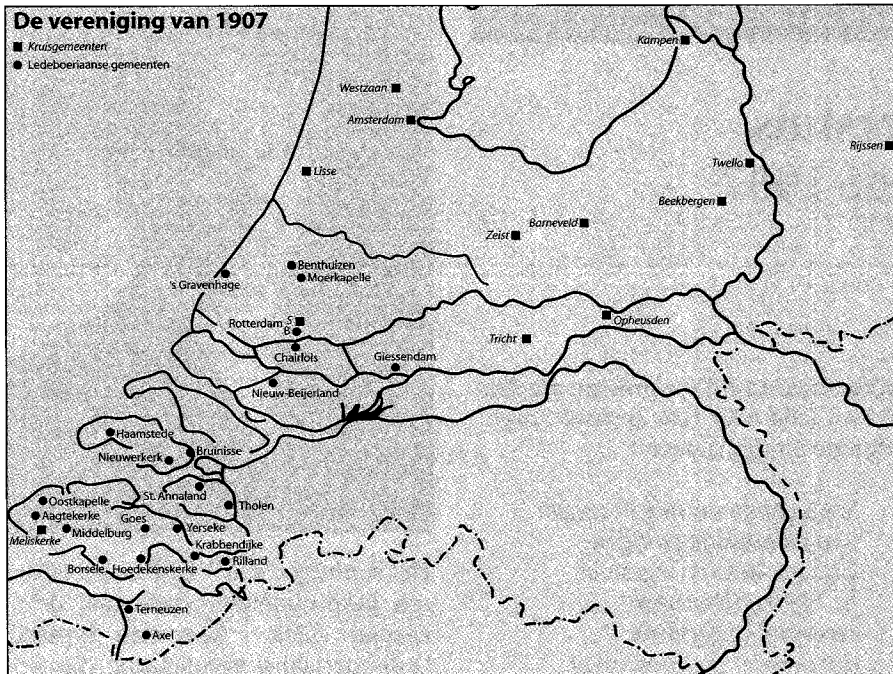 De vereniging van 1907
Kruisgemeenten
Ledeboeriaanse gemeenten
Kampen
Westzaan
Amsterdam
Rijssen
Twello
Lisse
Beekbergen
Barneveld
Zeist
Benthuizen
Moerkapelle
's Gravenhage
Opheusden
Rotterdam S
B
Tricht
Chairlois
Giessendam
Nieuw-Beijerland
Haamstede
Bruinisse
Nieuwerkerk
St. Annaland
Oostkapelle
Tholen
Aagtekerke
Goes
Yerseke
Middelburg
Meliskerke
Krabbendijke
Borsele
Hoedekenskerke
Rilland
Terneuzen
Axel